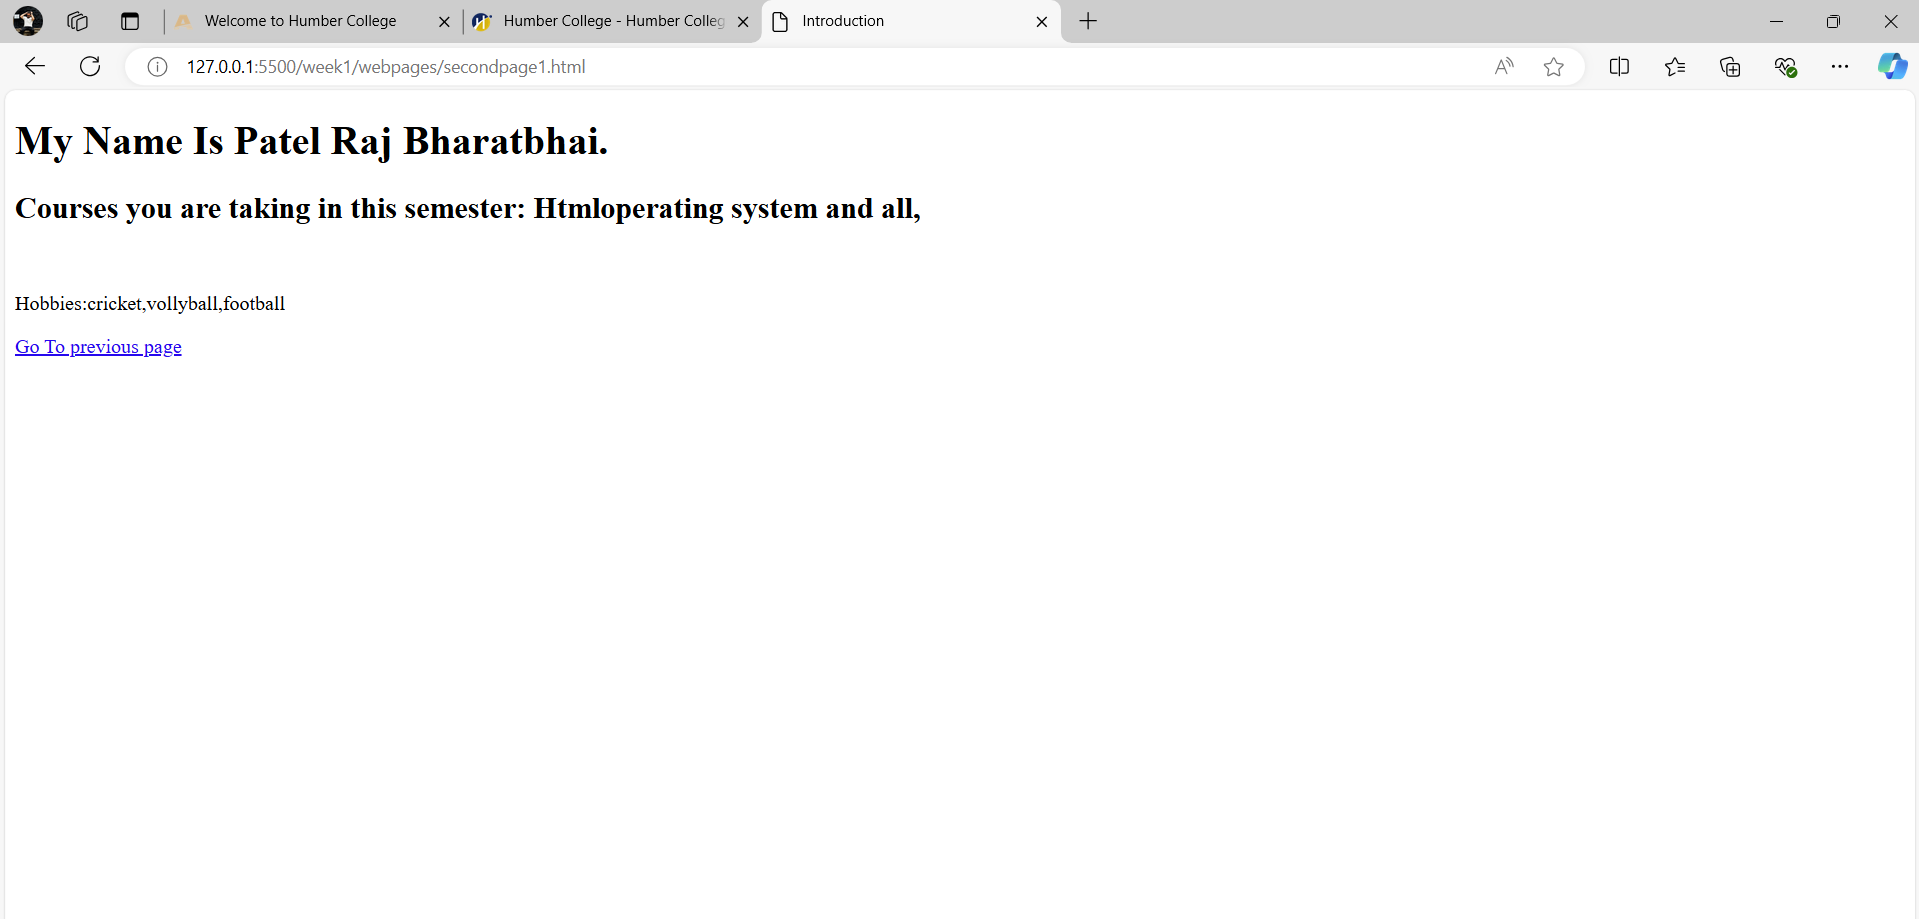 Welcome to Humber College
Humber College - Humber Colleg
Introduction
127.0.0.1:5500/week1/webpages/secondpage1.html
My Name Is Patel Raj Bharatbhai.
Courses you are taking in this semester: Htmloperating system and all,
Hobbies:cricket,vollyball,football
Go To previous page